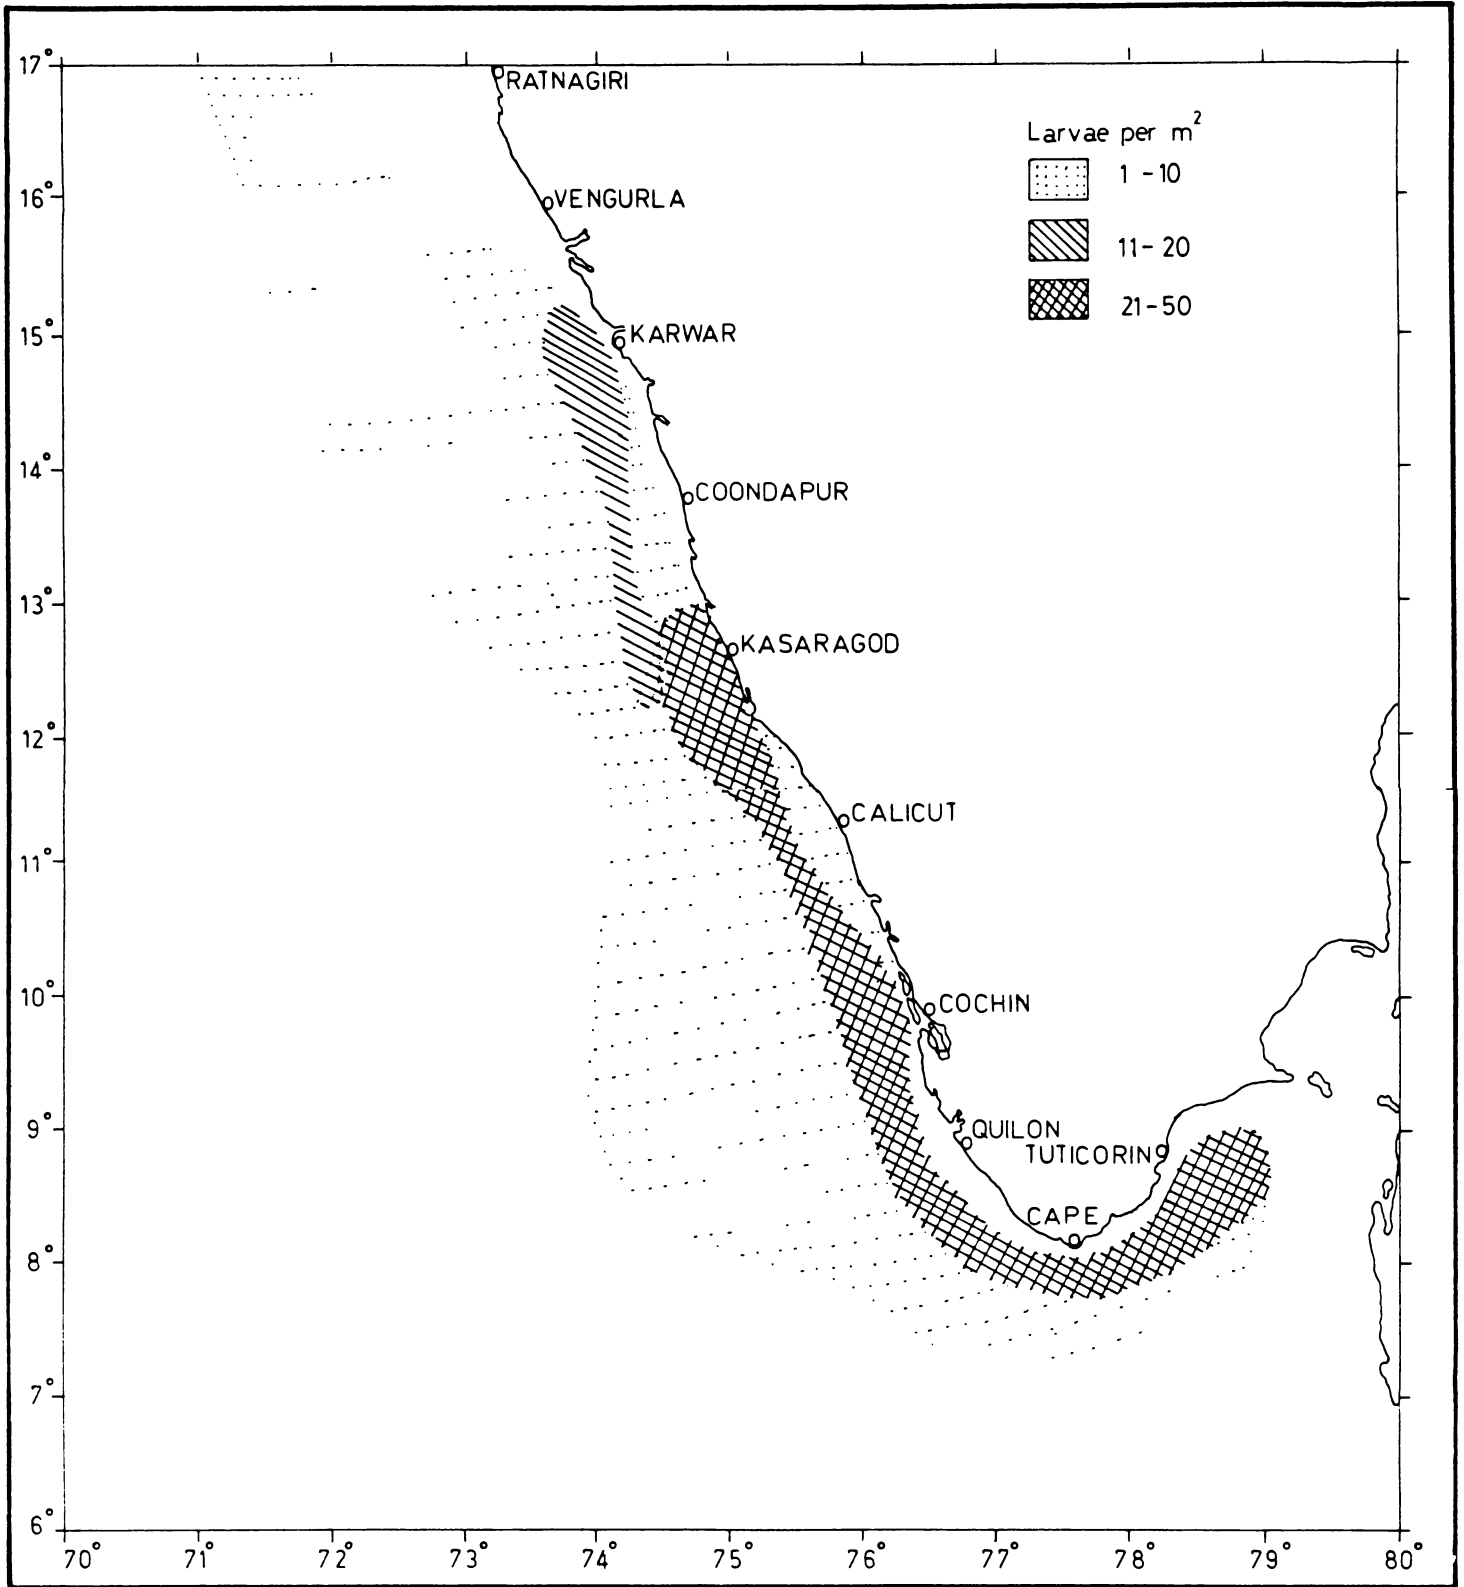 17°
RATNAGIRI
Larvae per m²
1-10
16°
VENGURLA
11-20
21-50
15°
KARWAR
14°
COONDAPUR
13°
KASARAGOD
12°
CALICUT
11°
10°
COCHIN
9°
QUILON
TUTICORIN
CAPE
8°
7°
6°
70° 71° 72° 73° 74° 75° 76° 77° 78° 79° 80°